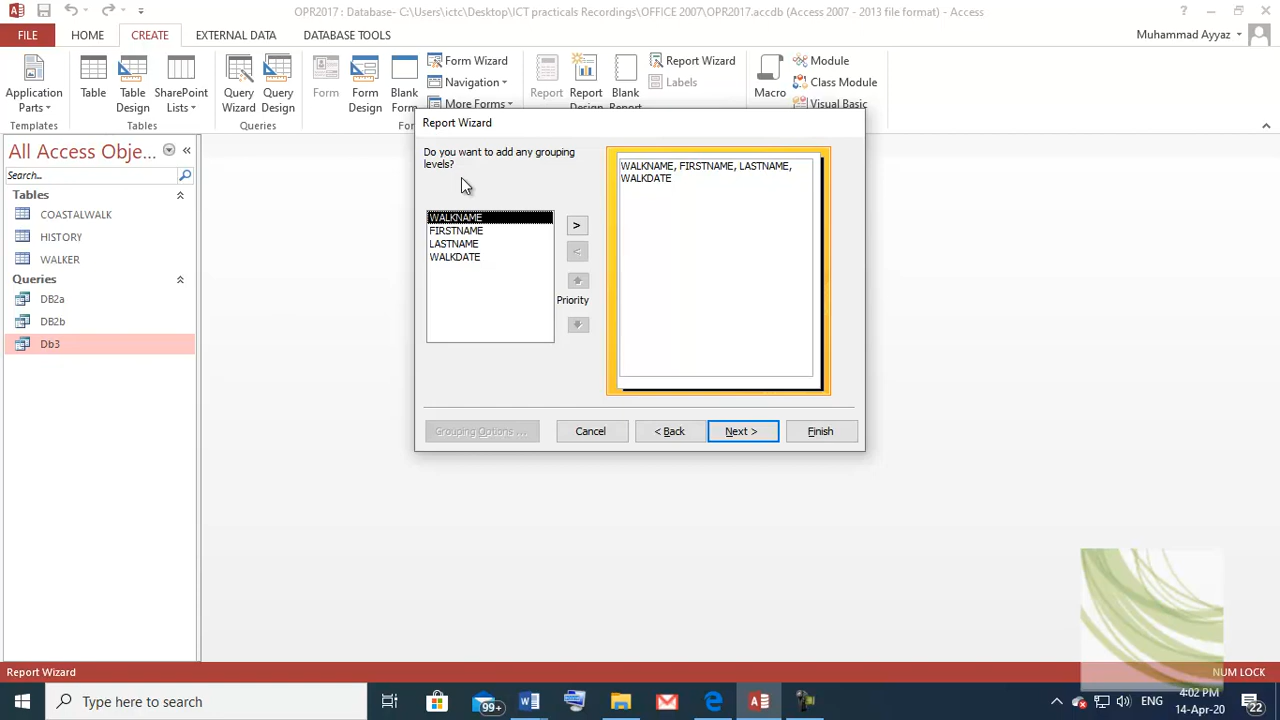 OPR2017 : Database- C:\Users\ictc\Desktop\ICT practicals Recordings\OFFICE 2007\OPR2017.accdb (Access 2007 - 2013 file format) - Access
FILE HOME CREATE EXTERNAL DATA DATABASE TOOLS Muhammad Ayyaz
Application Parts
Table
Table Design
SharePoint Lists
Query Wizard
Query Design
Form
Form Design
Blank Form
Form Wizard
Navigation
More Forms
Report
Report Design
Blank Report
Report Wizard
Labels
Macro
Module
Class Module
Visual Basic
Templates Tables Queries
All Access Obje...
Search...
Tables
COASTALWALK
HISTORY
WALKER
Queries
DB2a
DB2b
Db3
Report Wizard
Do you want to add any grouping
levels?
WALKNAME
FIRSTNAME
LASTNAME
WALKDATE
>
<
Priority
WALKNAME, FIRSTNAME, LASTNAME,
WALKDATE
Grouping Options ... Cancel < Back Next > Finish
Report Wizard NUM LOCK
Type here to search
99+
ENG
4:02 PM
14-Apr-20
22